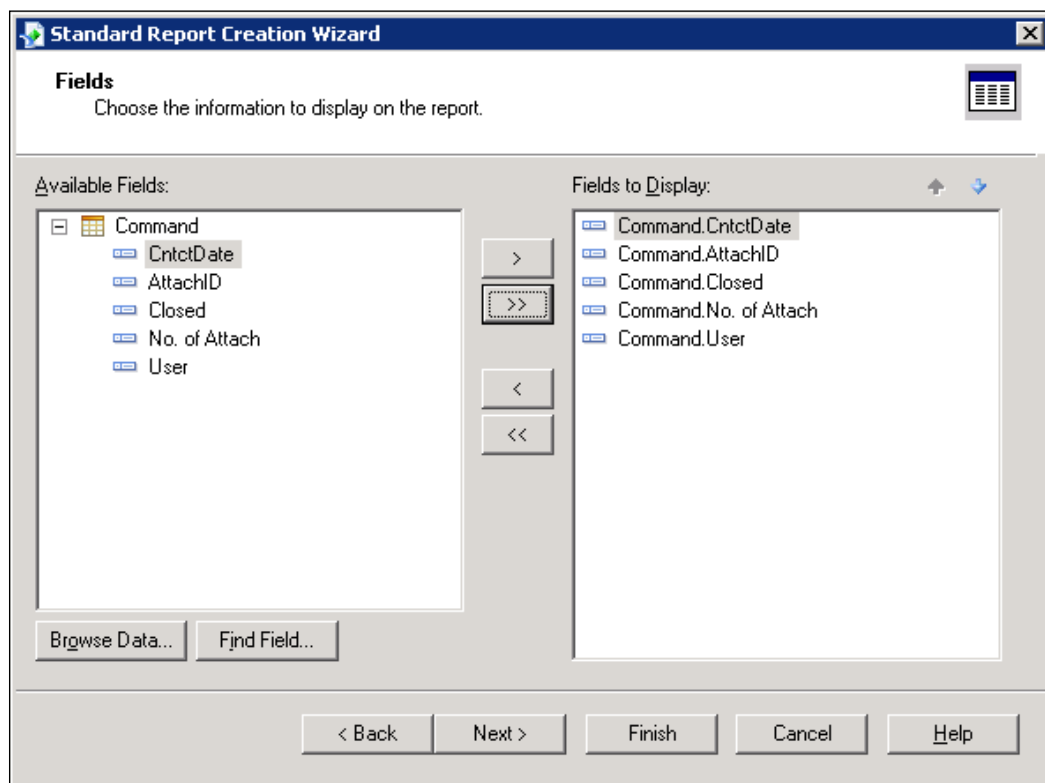 Standard Report Creation Wizard
Fields
Choose the information to display on the report.
Available Fields:
Command
CntctDate
AttachID
Closed
No. of Attach
User
>
>>
<
<<
Fields to Display:
Command.CntctDate
Command.AttachID
Command.Closed
Command.No. of Attach
Command.User
Browse Data...
Find Field...
< Back
Next >
Finish
Cancel
Help